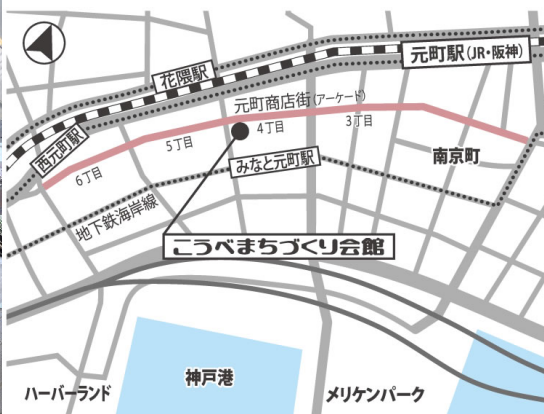 花隈駅
元町駅(JR・阪神)
元町商店街(アーケード)
西元町駅
6丁目
5丁目
4丁目
3丁目
みなと元町駅
南京町
地下鉄海岸線
こうべまちづくり会館
ハーバーランド
神戸港
メリケンパーク